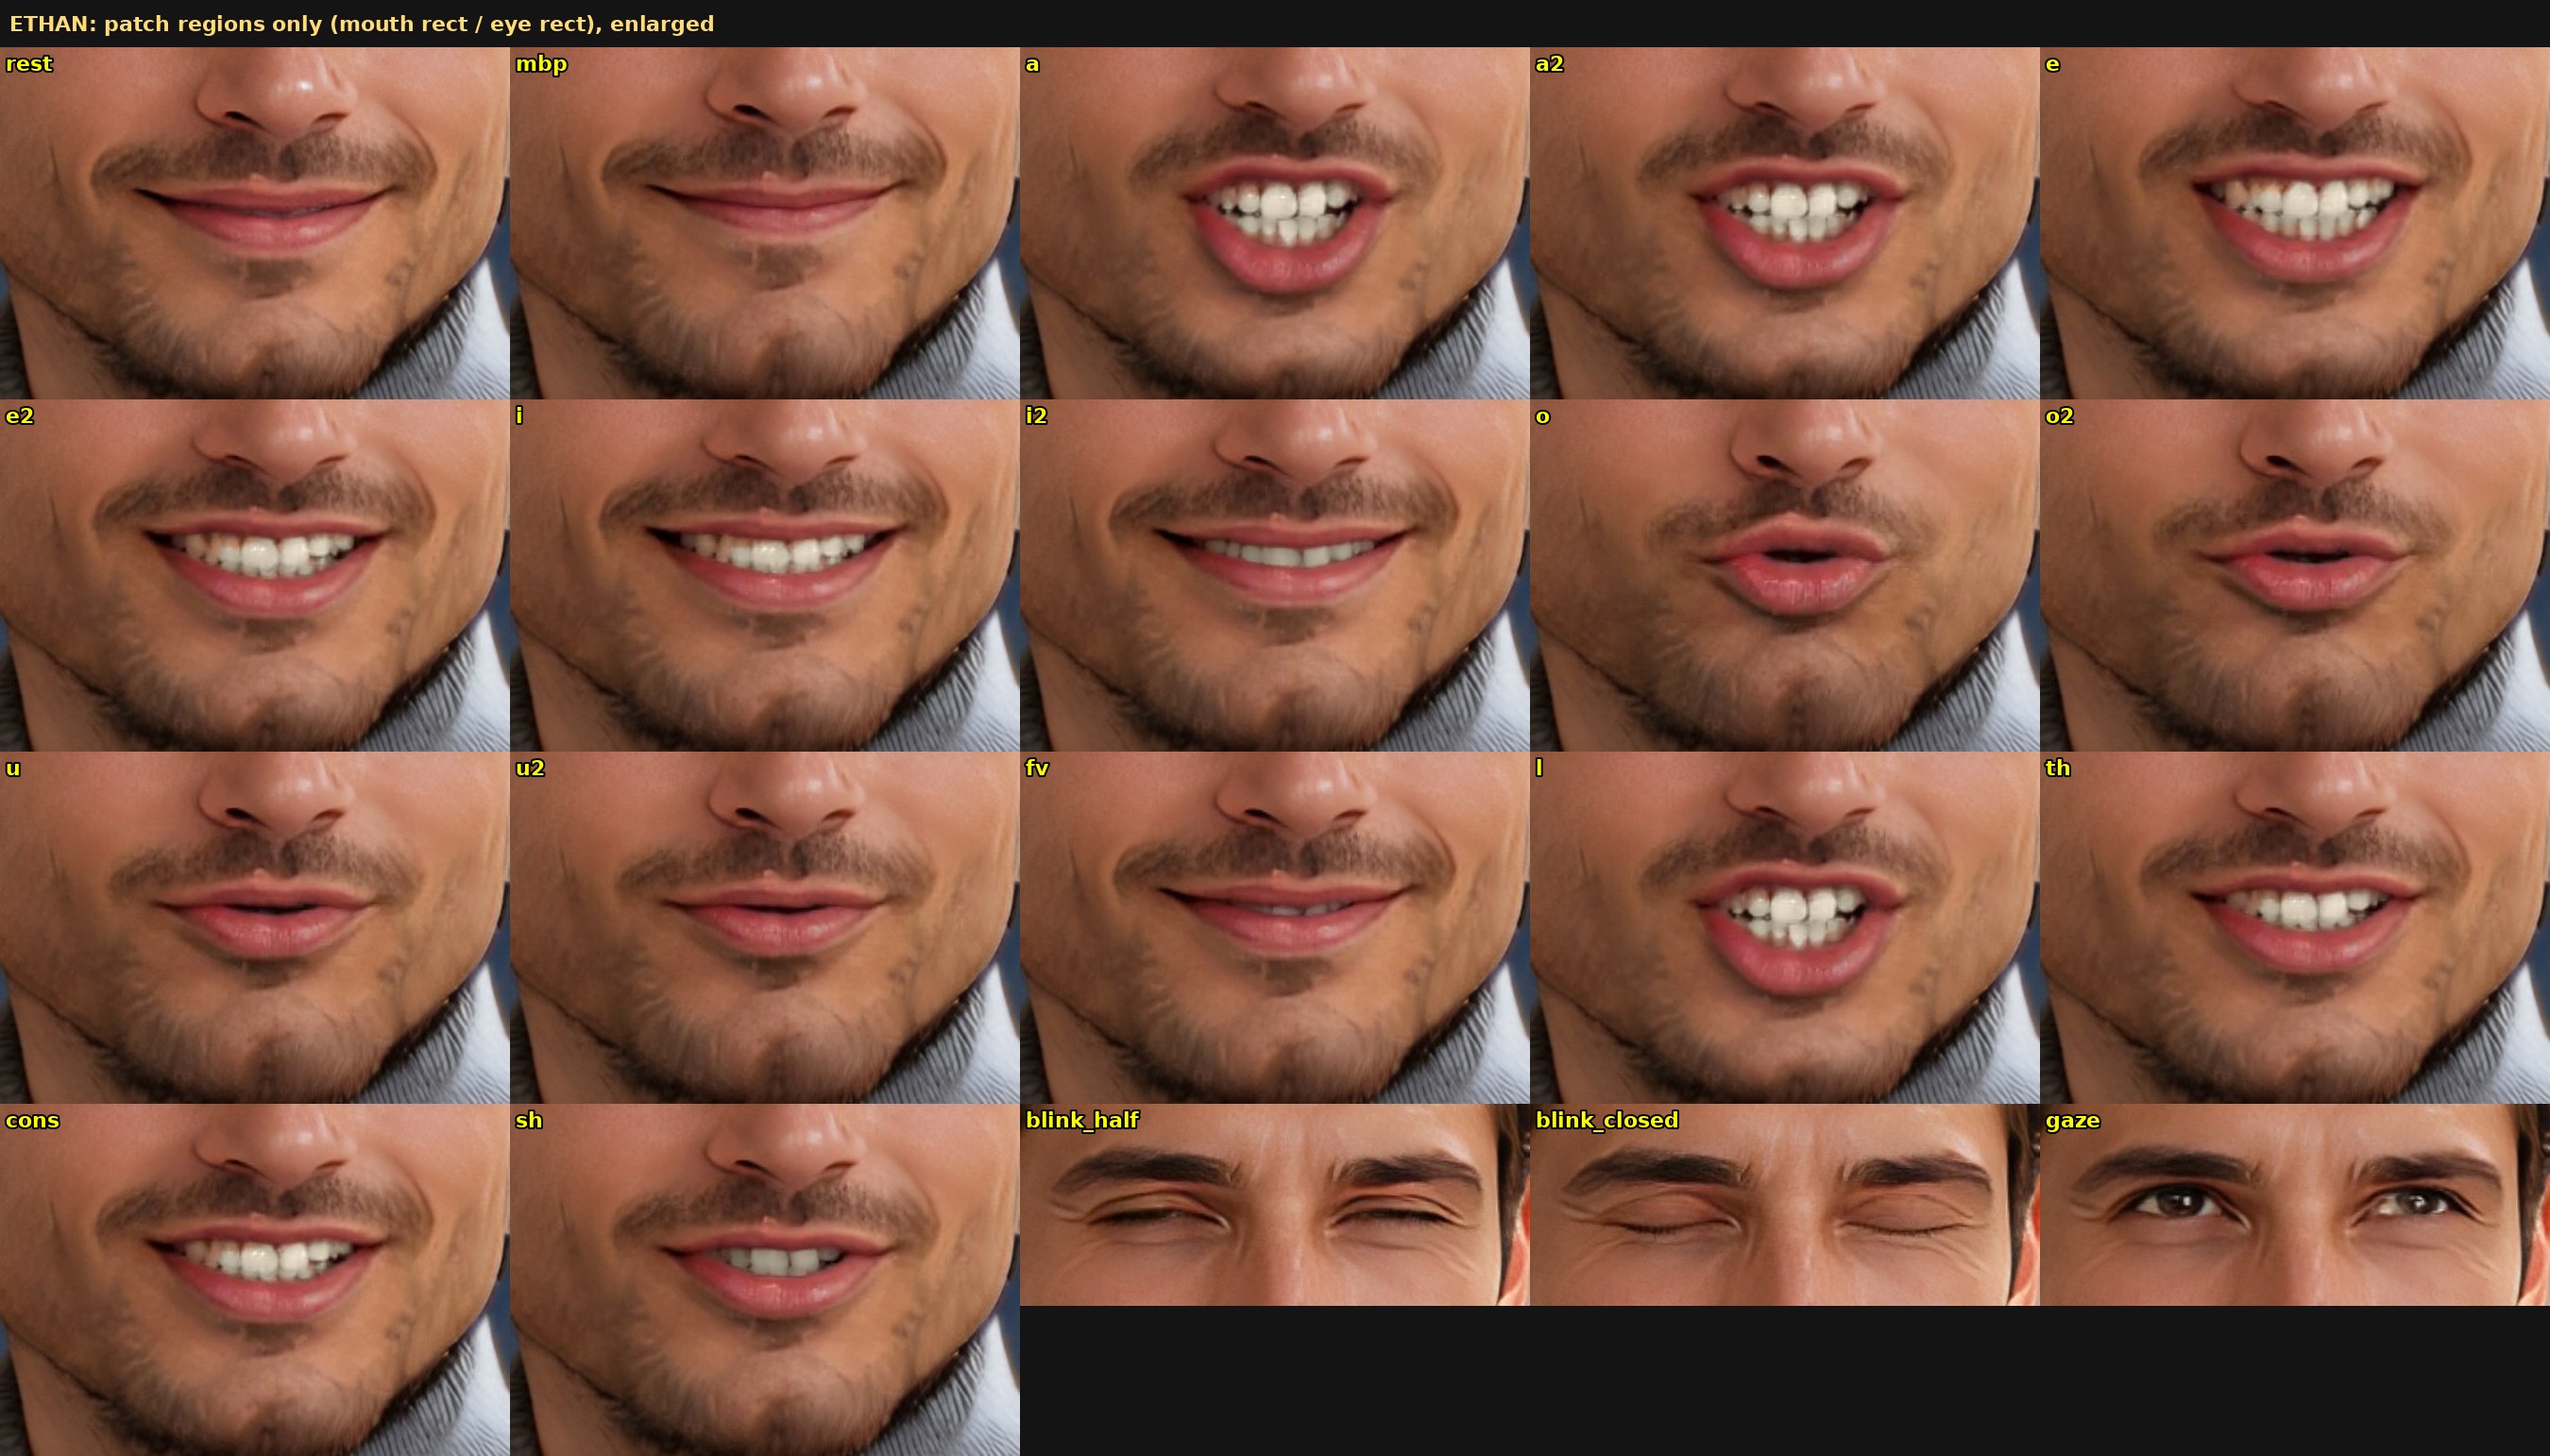 ETHAN: patch regions only (mouth rect / eye rect), enlarged
rest
mbp
a
a2
e
e2
i
i2
o
o2
u
u2
fv
l
th
cons
sh
blink_half
blink_closed
gaze